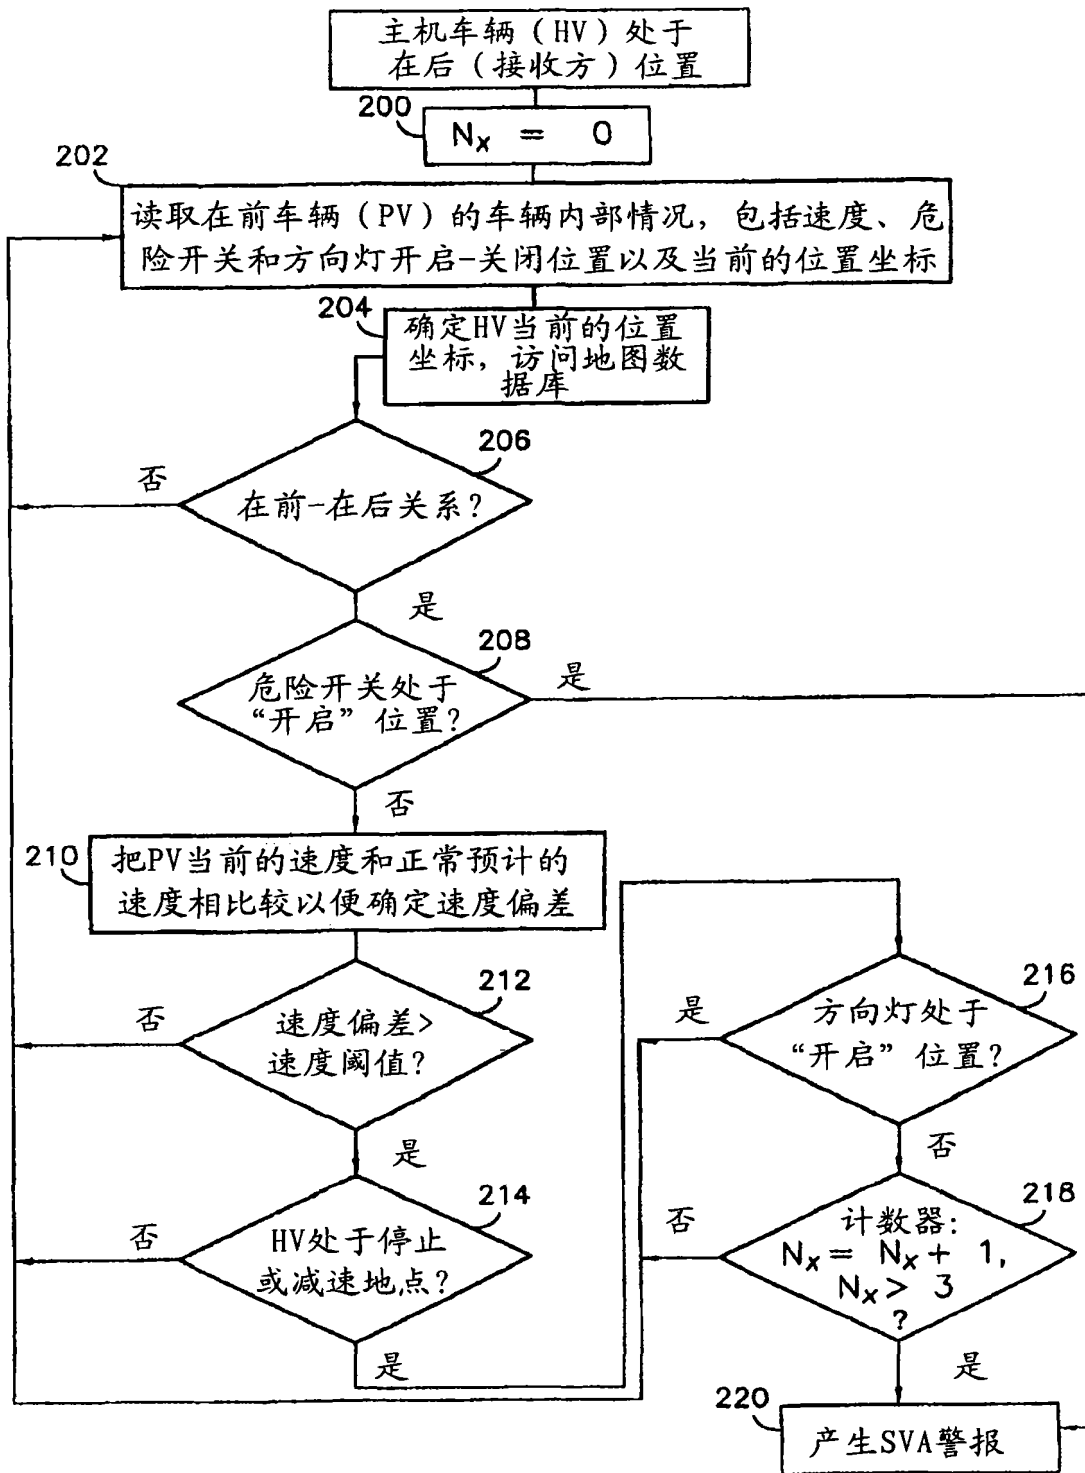 主机车辆（HV）处于
在后（接收方）位置
200
Nx = 0
202
读取在前车辆（PV）的车辆内部情况，包括速度、危
险开关和方向灯开启-关闭位置以及当前的位置坐标
204
确定HV当前的位置
坐标，访问地图数
据库
206
否
在前-在后关系？
是
208
危险开关处于
“开启”位置？
是
否
210
把PV当前的速度和正常预计的
速度相比较以便确定速度偏差
212
否
速度偏差>
速度阈值？
是
214
否
HV处于停止
或减速地点？
是
216
是
方向灯处于
“开启”位置？
否
218
否
计数器：
Nx = Nx + 1,
Nx > 3
?
是
220
产生SVA警报